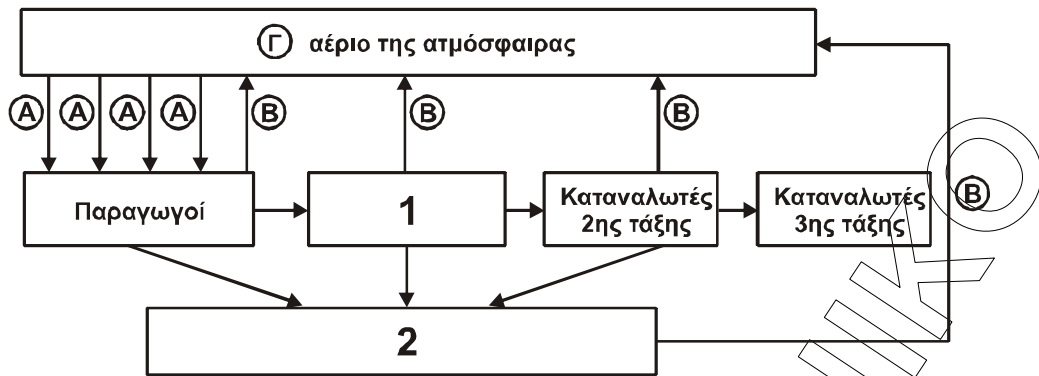 Γ αέριο της ατμόσφαιρας
Α Α Α Α Β Β Β
Παραγωγοί
1
Καταναλωτές
2ης τάξης
Καταναλωτές
3ης τάξης
Β
2